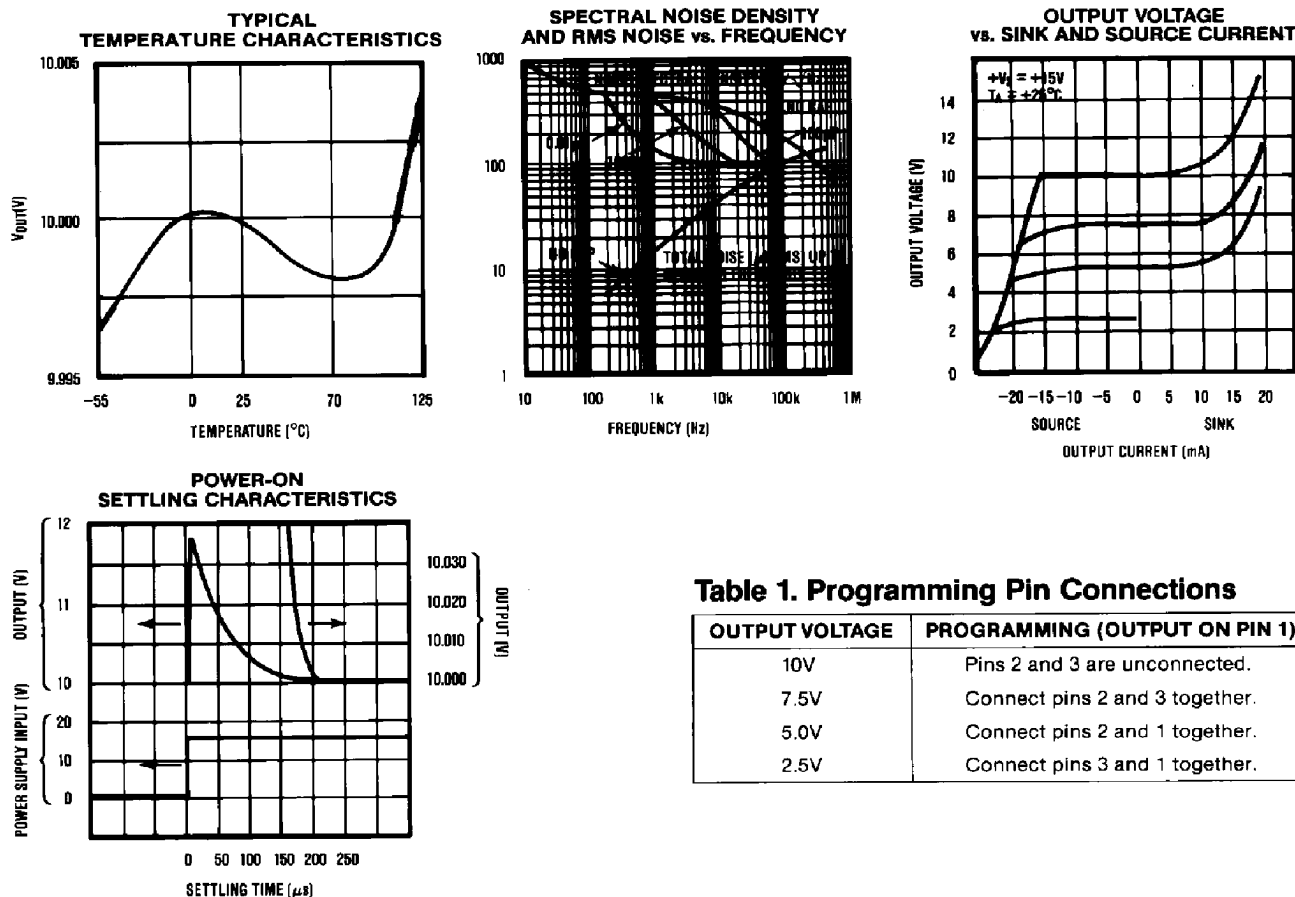 TYPICAL
TEMPERATURE CHARACTERISTICS
10.005
10.000
9.995
VOUT(V)
-55 0 25 70 125
TEMPERATURE (°C)
SPECTRAL NOISE DENSITY
AND RMS NOISE vs. FREQUENCY
1000
100
10
1
10 100 1k 10k 100k 1M
FREQUENCY (Hz)
TOTAL NOISE UP
OUTPUT VOLTAGE
vs. SINK AND SOURCE CURRENT
= +15V
TA = +25°C
14
12
10
8
6
4
2
0
OUTPUT VOLTAGE (V)
-20 -15 -10 -5 0 5 10 15 20
SOURCE SINK
OUTPUT CURRENT (mA)
POWER-ON
SETTLING CHARACTERISTICS
12
11
10
OUTPUT (V)
10.030
10.020
10.010
10.000
OUTPUT (V)
20
10
0
POWER SUPPLY INPUT (V)
0 50 100 150 200 250
SETTLING TIME (μs)
Table 1. Programming Pin Connections
OUTPUT VOLTAGE PROGRAMMING (OUTPUT ON PIN 1)
10V Pins 2 and 3 are unconnected.
7.5V Connect pins 2 and 3 together.
5.0V Connect pins 2 and 1 together.
2.5V Connect pins 3 and 1 together.